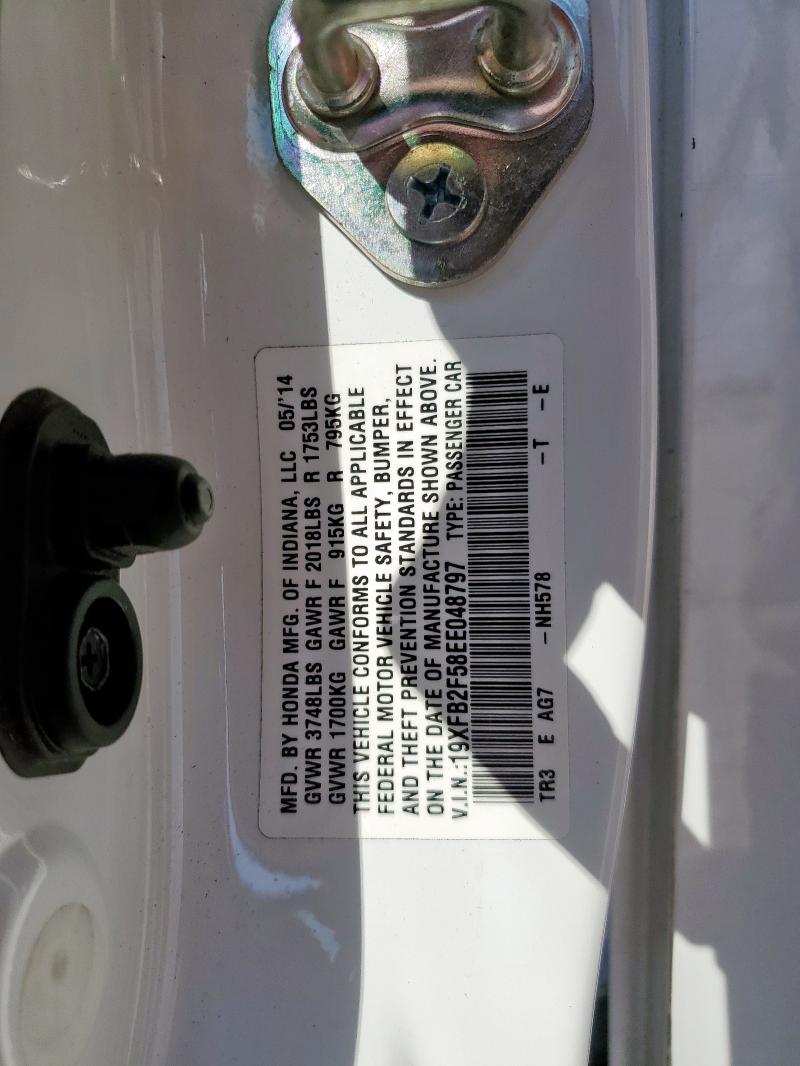 MFD. BY HONDA MFG. OF INDIANA, LLC 05/'14
GVWR 3748LBS GAWR F 2018LBS R 1753LBS
GVWR 1700KG GAWR F 915KG R 795KG
THIS VEHICLE CONFORMS TO ALL APPLICABLE
FEDERAL MOTOR VEHICLE SAFETY, BUMPER,
AND THEFT PREVENTION STANDARDS IN EFFECT
ON THE DATE OF MANUFACTURE SHOWN ABOVE.
V.I.N.:19XFB2F58EE048797 TYPE: PASSENGER CAR
TR3 E AG7 -NH578 -T -E